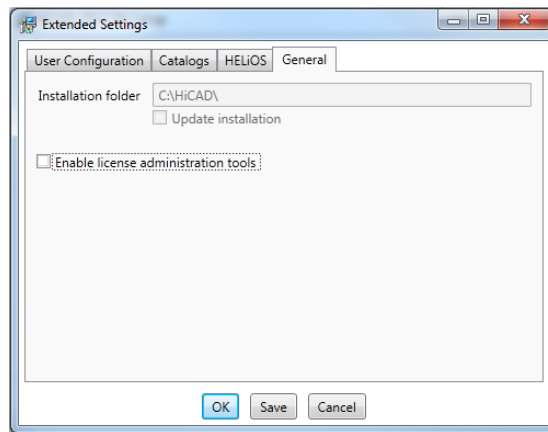 Extended Settings
User Configuration Catalogs HELiOS General
Installation folder C:\HiCAD\
Update installation
Enable license administration tools
OK Save Cancel